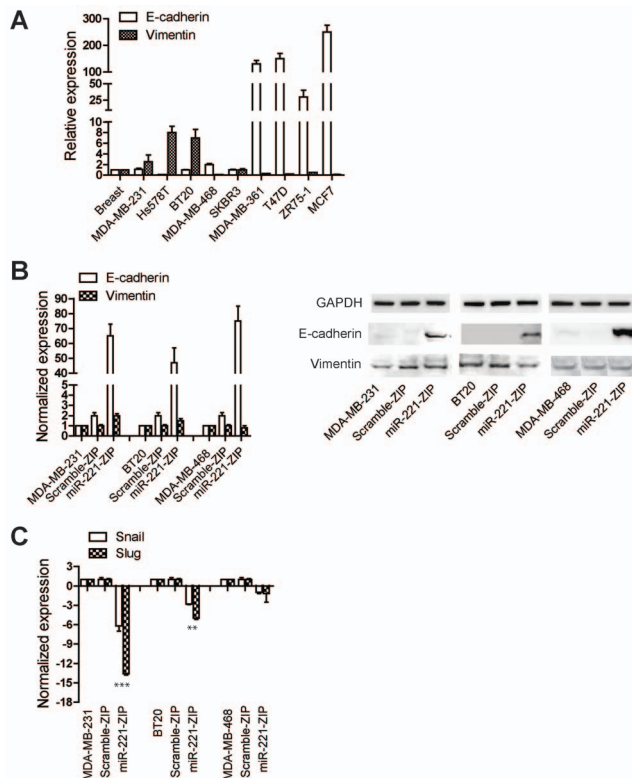 A
E-cadherin
Vimentin
Relative expression
300
200
100
50
25
10
8
6
4
2
0
Breast
MDA-MB-231
Hs578T
BT20
MDA-MB-468
SKBR3
MDA-MB-361
T47D
ZR75-1
MCF7
B
E-cadherin
Vimentin
Normalized expression
90
80
70
60
50
40
30
20
10
4
3
2
1
0
MDA-MB-231
Scramble-ZIP
miR-221-ZIP
BT20
Scramble-ZIP
miR-221-ZIP
MDA-MB-468
Scramble-ZIP
miR-221-ZIP
GAPDH
E-cadherin
Vimentin
MDA-MB-231
Scramble-ZIP
miR-221-ZIP
BT20
Scramble-ZIP
miR-221-ZIP
MDA-MB-468
Scramble-ZIP
miR-221-ZIP
C
Snail
Slug
Normalized expression
3
0
-3
-6
-9
-12
-15
-18
***
**
MDA-MB-231
Scramble-ZIP
miR-221-ZIP
BT20
Scramble-ZIP
miR-221-ZIP
MDA-MB-468
Scramble-ZIP
miR-221-ZIP